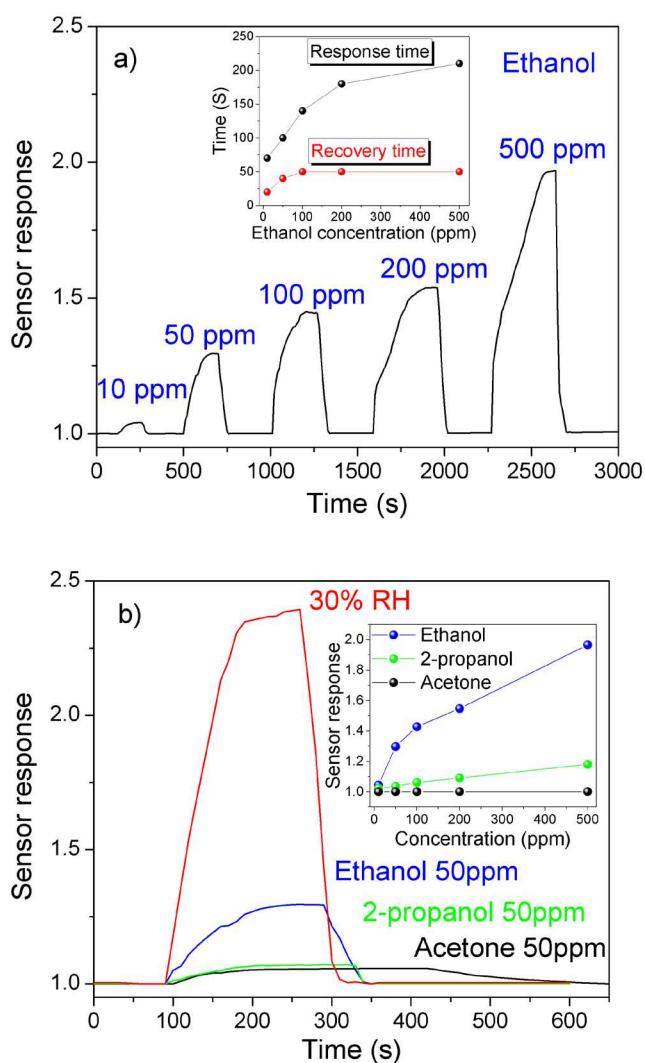 a)
Ethanol
Sensor response
2.5
2.0
1.5
1.0
10 ppm
50 ppm
100 ppm
200 ppm
500 ppm
0 500 1000 1500 2000 2500 3000
Time (s)
Response time
Recovery time
Time (S)
250
200
150
100
50
0
0 100 200 300 400 500
Ethanol concentration (ppm)
b)
30% RH
Sensor response
2.5
2.0
1.5
1.0
Ethanol 50ppm
2-propanol 50ppm
Acetone 50ppm
0 100 200 300 400 500 600
Time (s)
Ethanol
2-propanol
Acetone
Sensor response
2.0
1.8
1.6
1.4
1.2
1.0
0 100 200 300 400 500
Concentration (ppm)